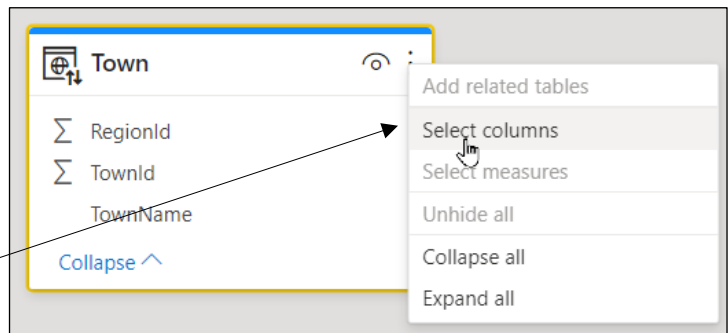 Town
RegionId
TownId
TownName
Collapse
Add related tables
Select columns
Select measures
Unhide all
Collapse all
Expand all